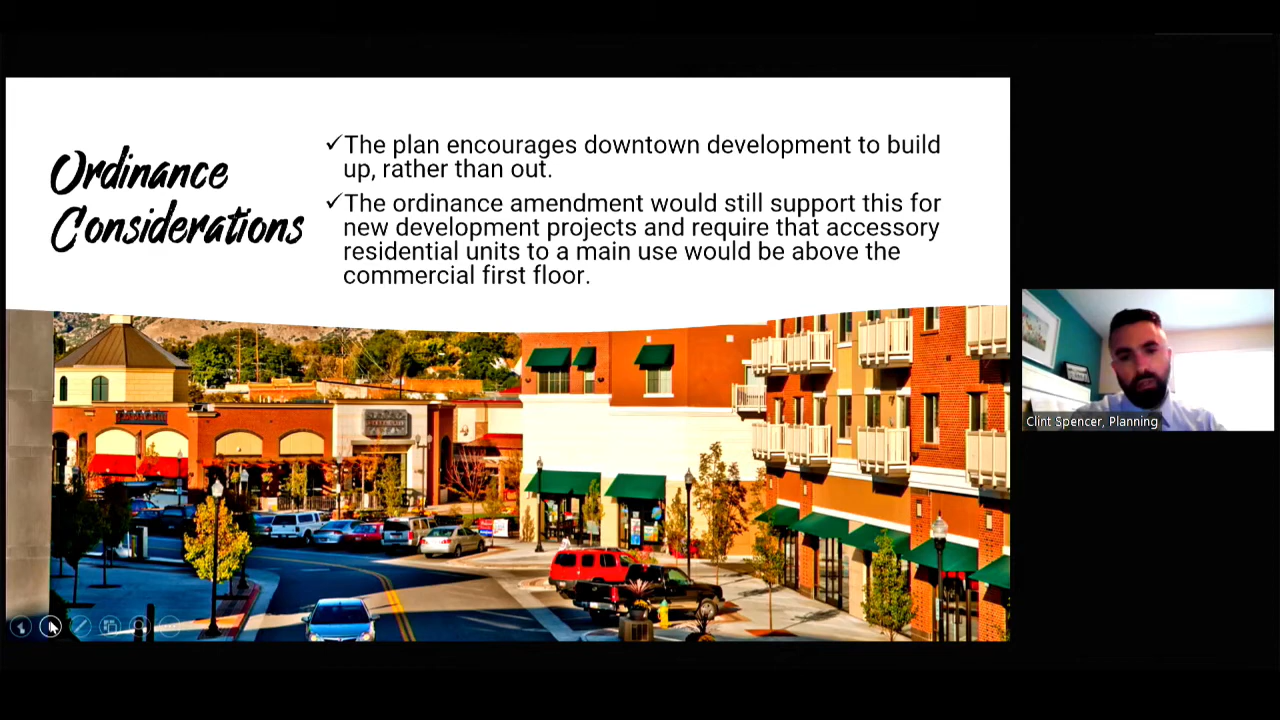 Ordinance
Considerations
✓The plan encourages downtown development to build
up, rather than out.
✓The ordinance amendment would still support this for
new development projects and require that accessory
residential units to a main use would be above the
commercial first floor.
Clint Spencer, Planning